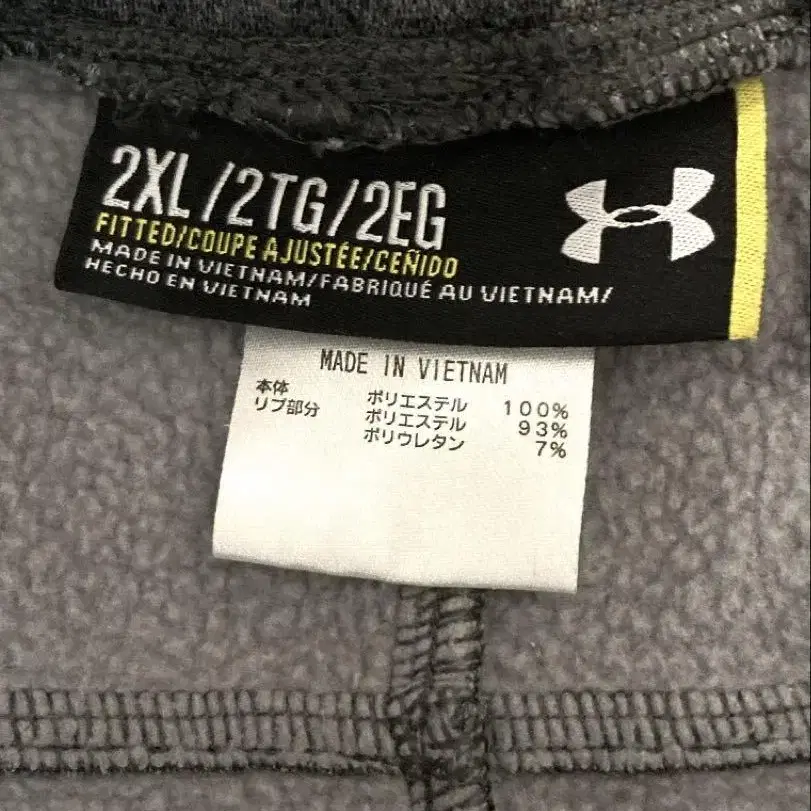 2XL/2TG/2EG
FITTED/COUPE AJUSTÉE/CEÑIDO
MADE IN VIETNAM/FABRIQUÉ AU VIETNAM/
HECHO EN VIETNAM
MADE IN VIETNAM
本体 ポリエステル 100%
リブ部分 ポリエステル 93%
ポリウレタン 7%